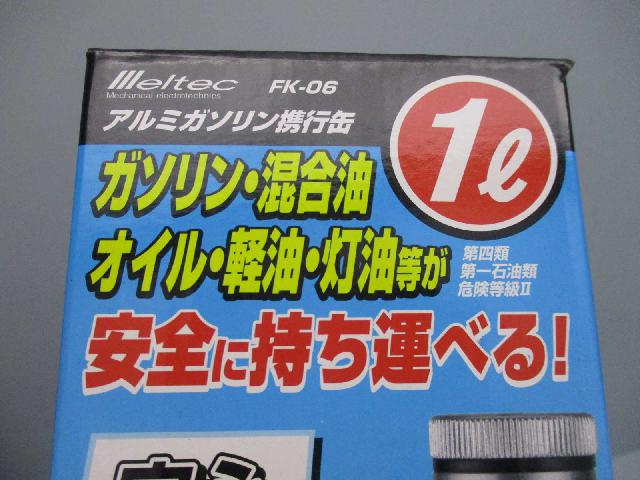 Meltec FK-06
Mechanical electrotechnics
アルミガソリン携行缶
1ℓ
ガソリン・混合油
オイル・軽油・灯油等が
第四類
第一石油類
危険等級Ⅱ
安全に持ち運べる!